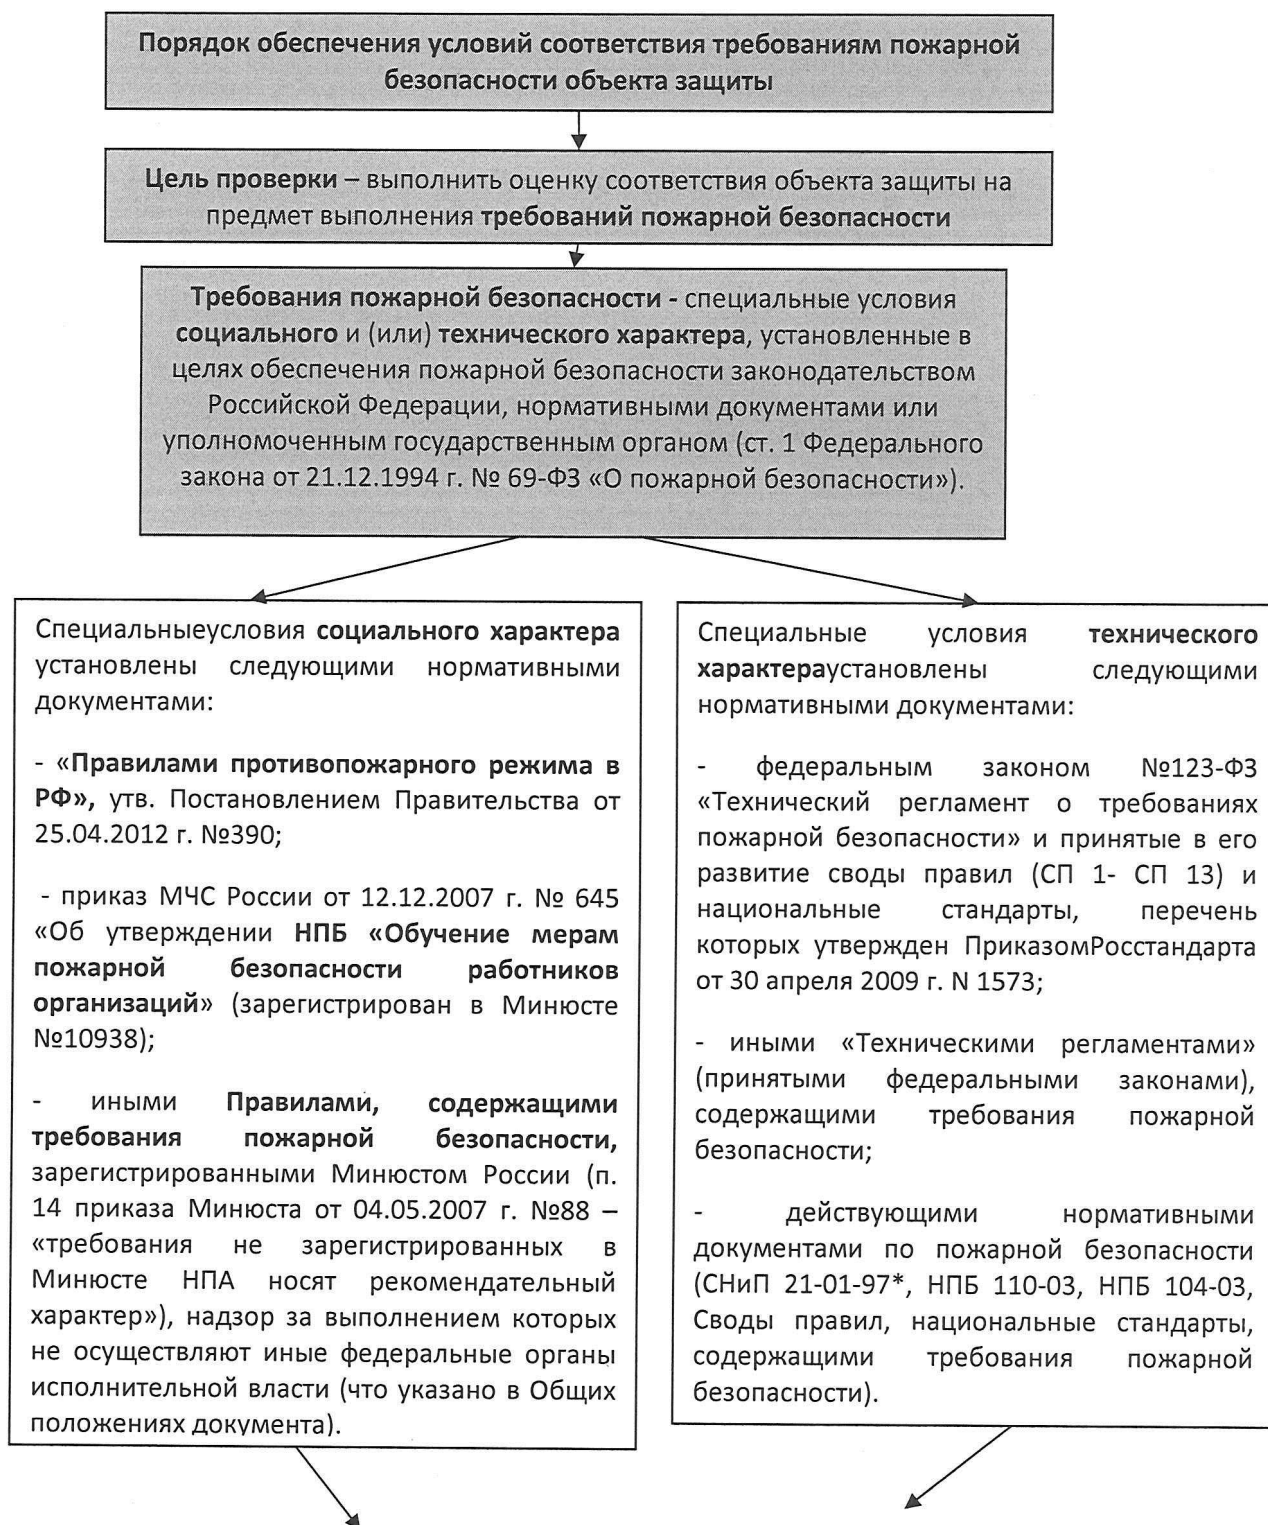 Порядок обеспечения условий соответствия требованиям пожарной
безопасности объекта защиты
Цель проверки – выполнить оценку соответствия объекта защиты на
предмет выполнения требований пожарной безопасности
Требования пожарной безопасности - специальные условия
социального и (или) технического характера, установленные в
целях обеспечения пожарной безопасности законодательством
Российской Федерации, нормативными документами или
уполномоченным государственным органом (ст. 1 Федерального
закона от 21.12.1994 г. № 69-ФЗ «О пожарной безопасности»).
Специальныеусловия социального характера
установлены следующими нормативными
документами:
- «Правилами противопожарного режима в
РФ», утв. Постановлением Правительства от
25.04.2012 г. №390;
- приказ МЧС России от 12.12.2007 г. № 645
«Об утверждении НПБ «Обучение мерам
пожарной безопасности работников
организаций» (зарегистрирован в Минюсте
№10938);
- иными Правилами, содержащими
требования пожарной безопасности,
зарегистрированными Минюстом России (п.
14 приказа Минюста от 04.05.2007 г. №88 –
«требования не зарегистрированных в
Минюсте НПА носят рекомендательный
характер»), надзор за выполнением которых
не осуществляют иные федеральные органы
исполнительной власти (что указано в Общих
положениях документа).
Специальные условия технического
характераустановлены следующими
нормативными документами:
- федеральным законом №123-ФЗ
«Технический регламент о требованиях
пожарной безопасности» и принятые в его
развитие своды правил (СП 1- СП 13) и
национальные стандарты, перечень
которых утвержден ПриказомРосстандарта
от 30 апреля 2009 г. N 1573;
- иными «Техническими регламентами»
(принятыми федеральными законами),
содержащими требования пожарной
безопасности;
- действующими нормативными
документами по пожарной безопасности
(СНиП 21-01-97*, НПБ 110-03, НПБ 104-03,
Своды правил, национальные стандарты,
содержащими требования пожарной
безопасности).